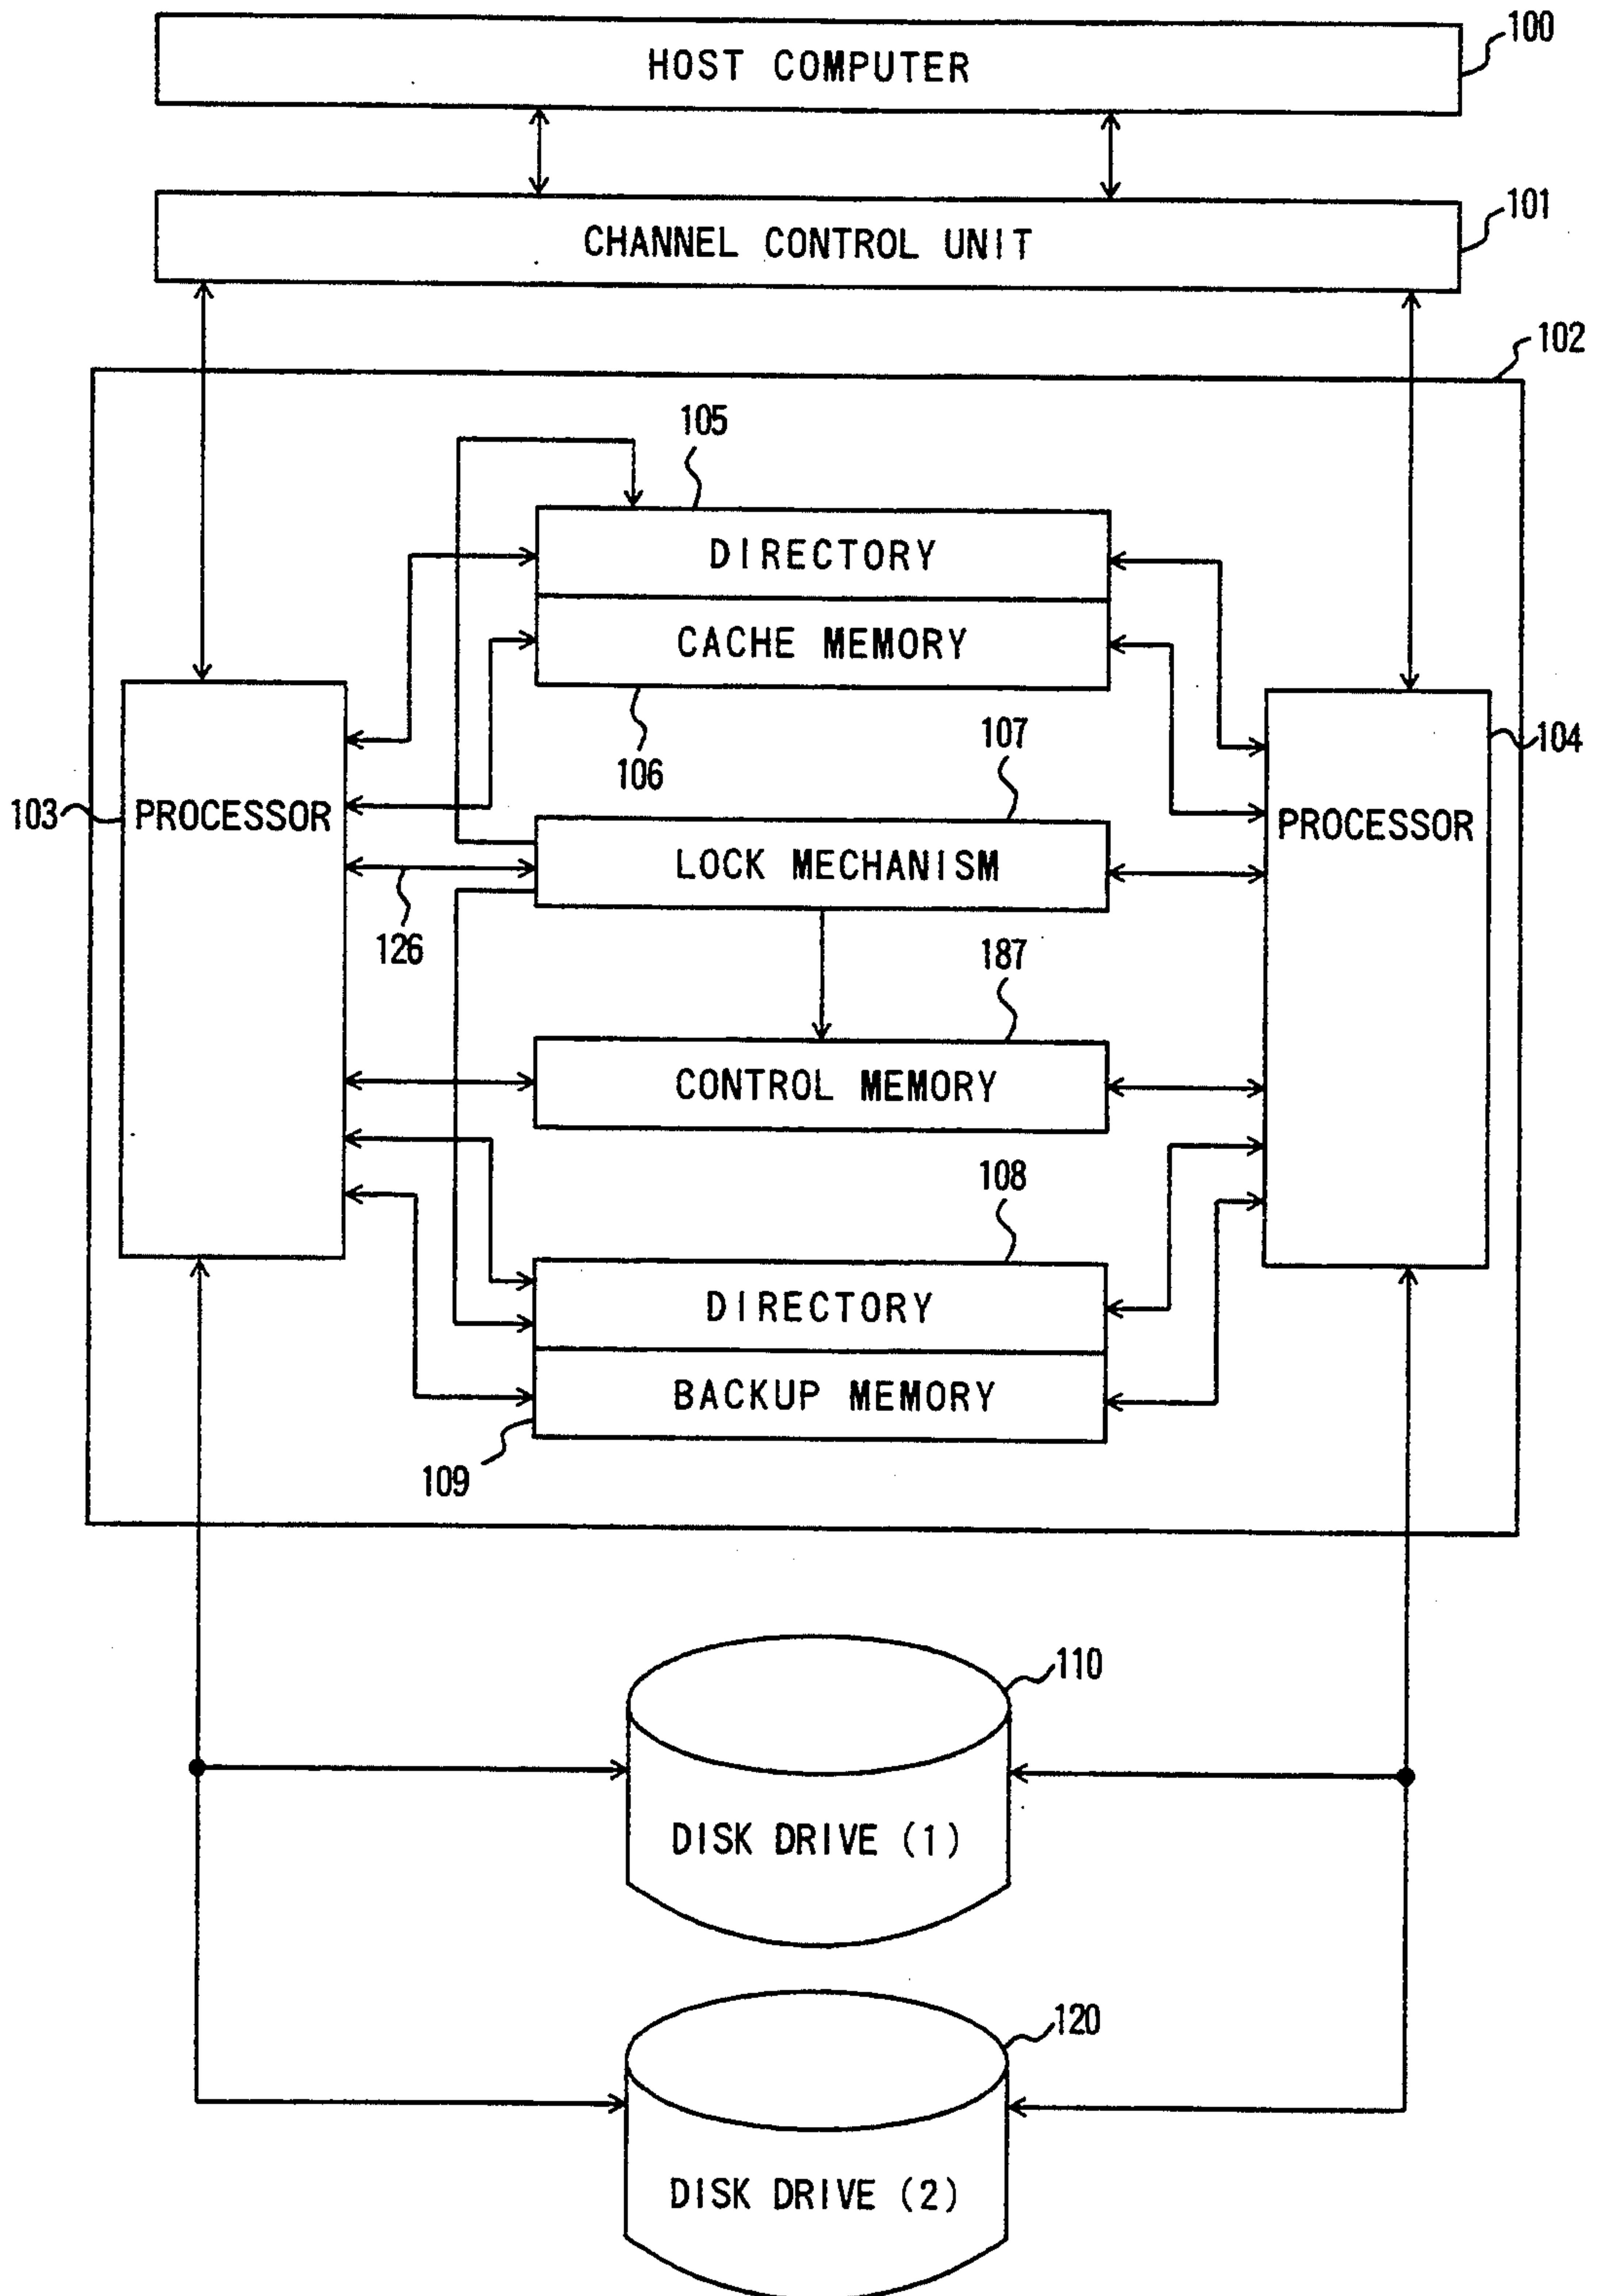 100
HOST COMPUTER
101
CHANNEL CONTROL UNIT
102
105
DIRECTORY
CACHE MEMORY
106
107
104
103
PROCESSOR
PROCESSOR
LOCK MECHANISM
126
187
CONTROL MEMORY
108
DIRECTORY
BACKUP MEMORY
109
110
DISK DRIVE (1)
120
DISK DRIVE (2)